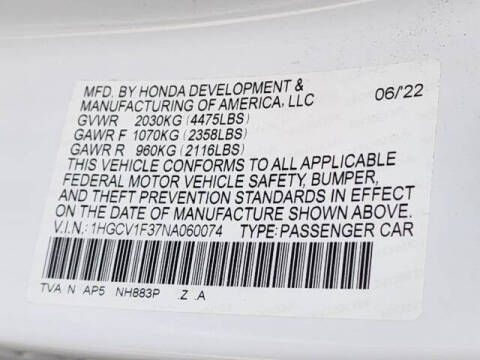 MFD. BY HONDA DEVELOPMENT &
MANUFACTURING OF AMERICA, LLC 06/'22
GVWR 2030KG (4475LBS)
GAWR F 1070KG (2358LBS)
GAWR R 960KG (2116LBS)
THIS VEHICLE CONFORMS TO ALL APPLICABLE
FEDERAL MOTOR VEHICLE SAFETY, BUMPER,
AND THEFT PREVENTION STANDARDS IN EFFECT
ON THE DATE OF MANUFACTURE SHOWN ABOVE.
V.I.N.: 1HGCV1F37NA060074 TYPE: PASSENGER CAR
TVA N AP5 NH883P .Z .A